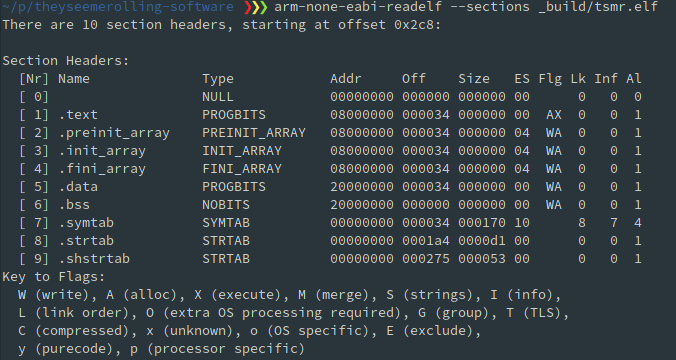 ~/p/theyseemerolling-software ❯❯❯ arm-none-eabi-readelf --sections _build/tsmr.elf
There are 10 section headers, starting at offset 0x2c8:
Section Headers:
[Nr] Name Type Addr Off Size ES Flg Lk Inf Al
[ 0] NULL 00000000 000000 000000 00 0 0 0
[ 1] .text PROGBITS 08000000 000034 000000 00 AX 0 0 1
[ 2] .preinit_array PREINIT_ARRAY 08000000 000034 000000 04 WA 0 0 1
[ 3] .init_array INIT_ARRAY 08000000 000034 000000 04 WA 0 0 1
[ 4] .fini_array FINI_ARRAY 08000000 000034 000000 04 WA 0 0 1
[ 5] .data PROGBITS 20000000 000034 000000 00 WA 0 0 1
[ 6] .bss NOBITS 20000000 000000 000000 00 WA 0 0 1
[ 7] .symtab SYMTAB 00000000 000034 000170 10 8 7 4
[ 8] .strtab STRTAB 00000000 0001a4 0000d1 00 0 0 1
[ 9] .shstrtab STRTAB 00000000 000275 000053 00 0 0 1
Key to Flags:
W (write), A (alloc), X (execute), M (merge), S (strings), I (info),
L (link order), O (extra OS processing required), G (group), T (TLS),
C (compressed), x (unknown), o (OS specific), E (exclude),
y (purecode), p (processor specific)